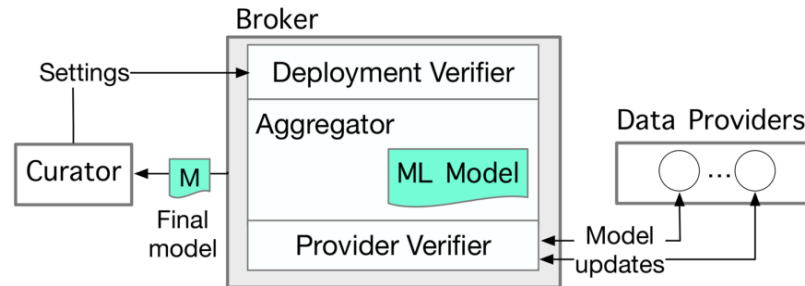 Broker
Settings
Deployment Verifier
Aggregator
Data Providers
Curator
M
ML Model
...
Final
model
Provider Verifier
Model
updates